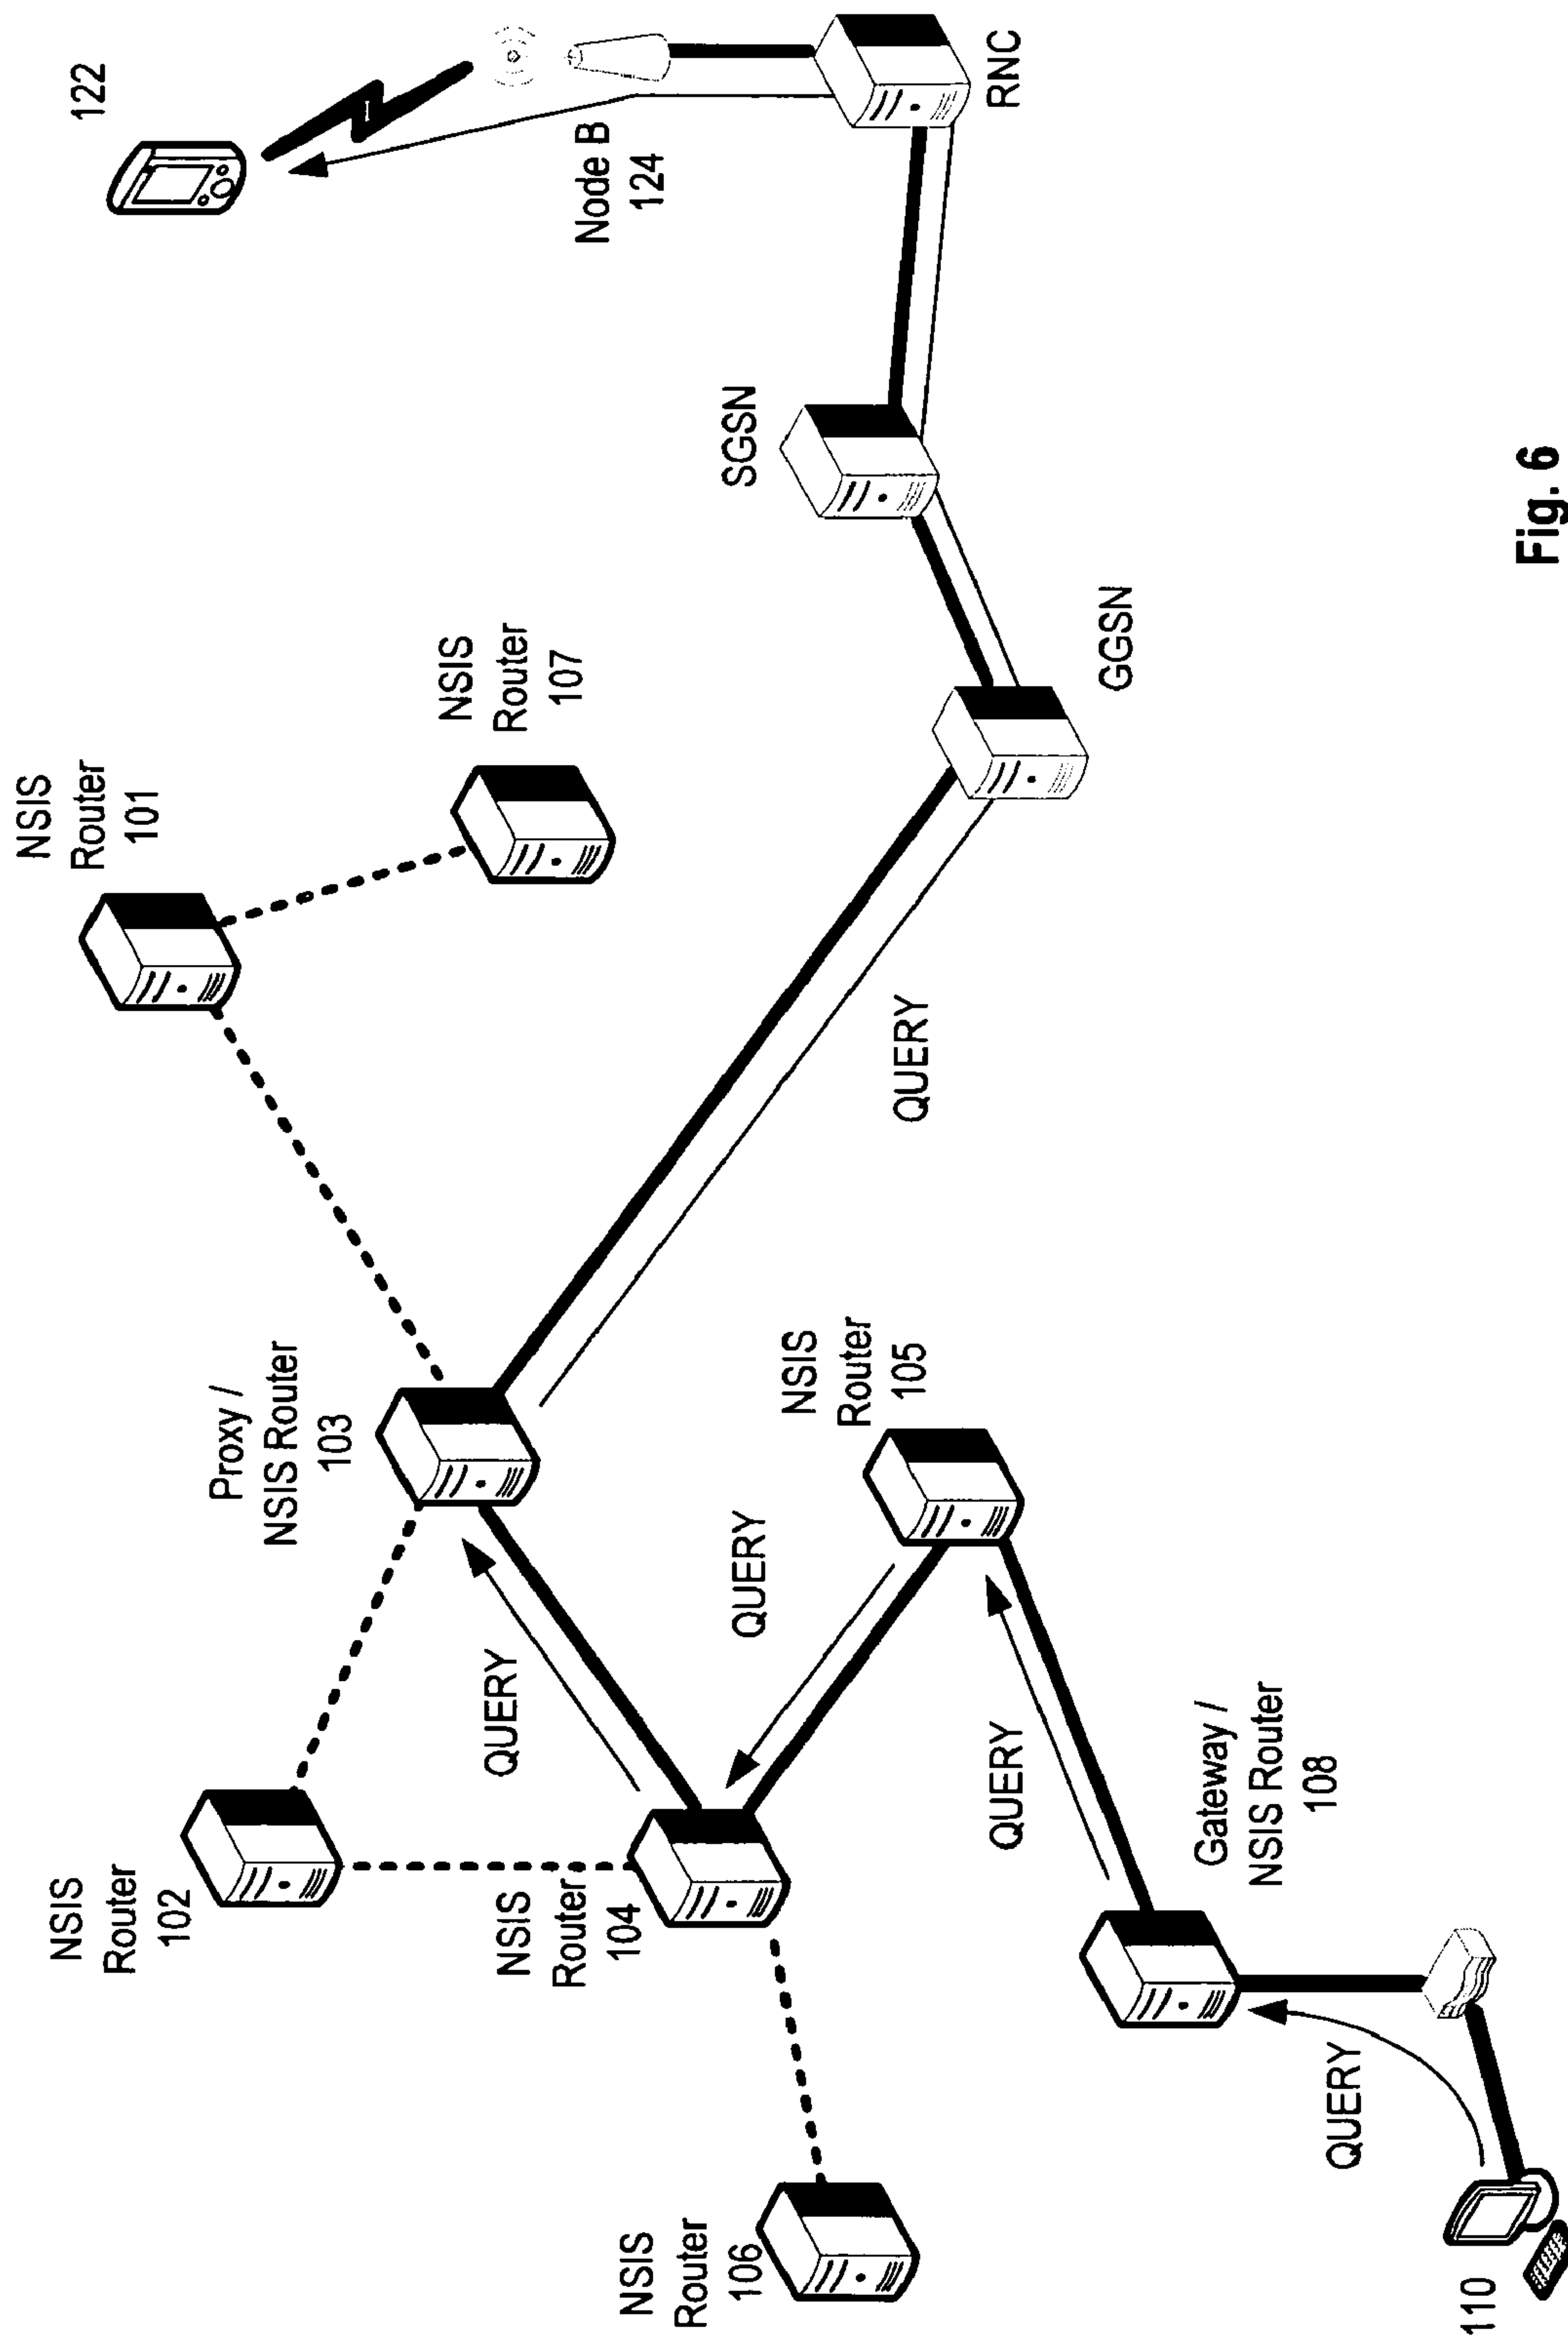 NSIS
Router
106
110
QUERY
NSIS
Router
102
NSIS
Router
104
Gateway /
NSIS Router
108
QUERY
QUERY
QUERY
Proxy /
NSIS Router
103
NSIS
Router
105
QUERY
NSIS
Router
101
NSIS
Router
107
GGSN
SGSN
Node B
124
122
RNC
Fig. 6